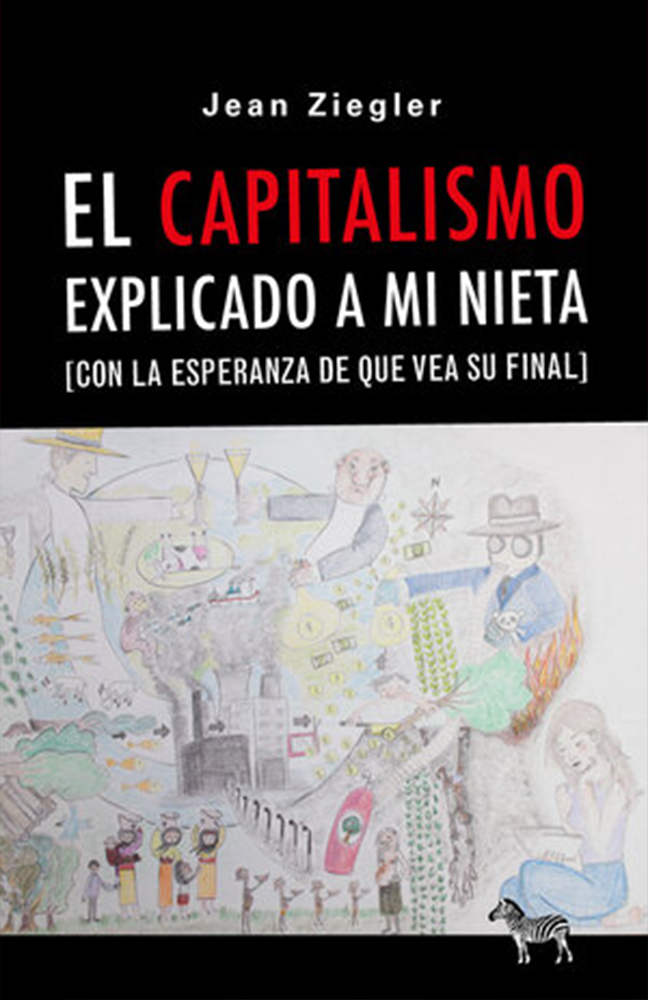 Jean Ziegler
EL CAPITALISMO
EXPLICADO A MI NIETA
[CON LA ESPERANZA DE QUE VEA SU FINAL]
N